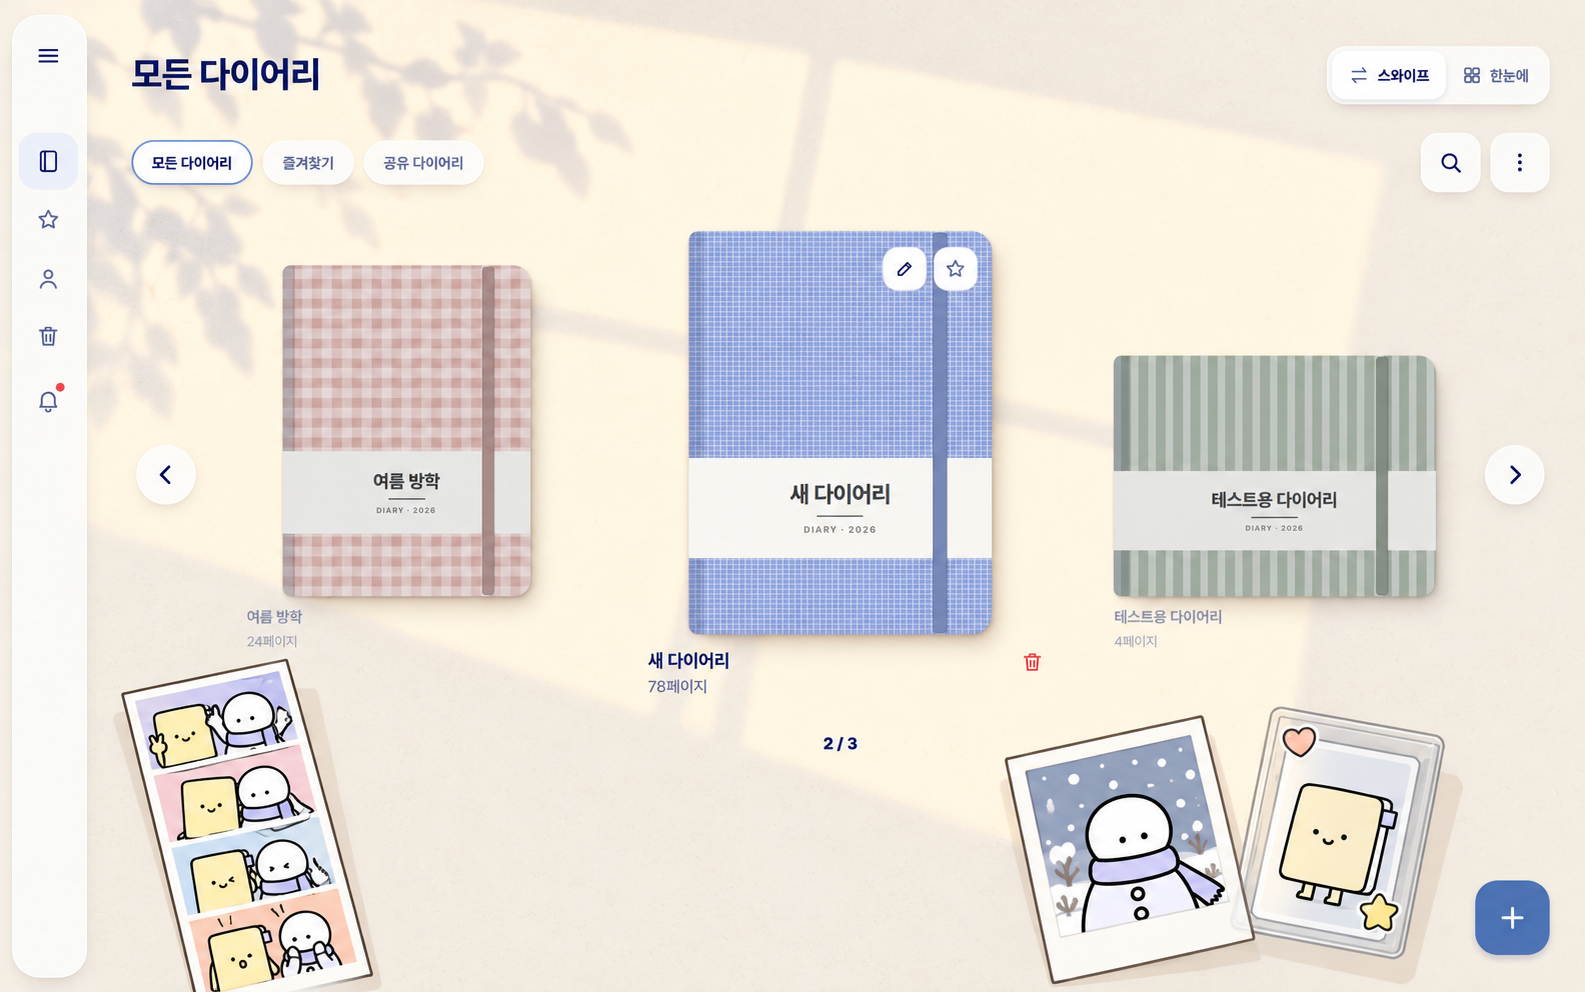 모든 다이어리
스와이프
한눈에
모든 다이어리
즐겨찾기
공유 다이어리
여름 방학
DIARY · 2026
새 다이어리
DIARY · 2026
테스트용 다이어리
DIARY · 2026
여름 방학
24페이지
새 다이어리
78페이지
테스트용 다이어리
4페이지
2 / 3